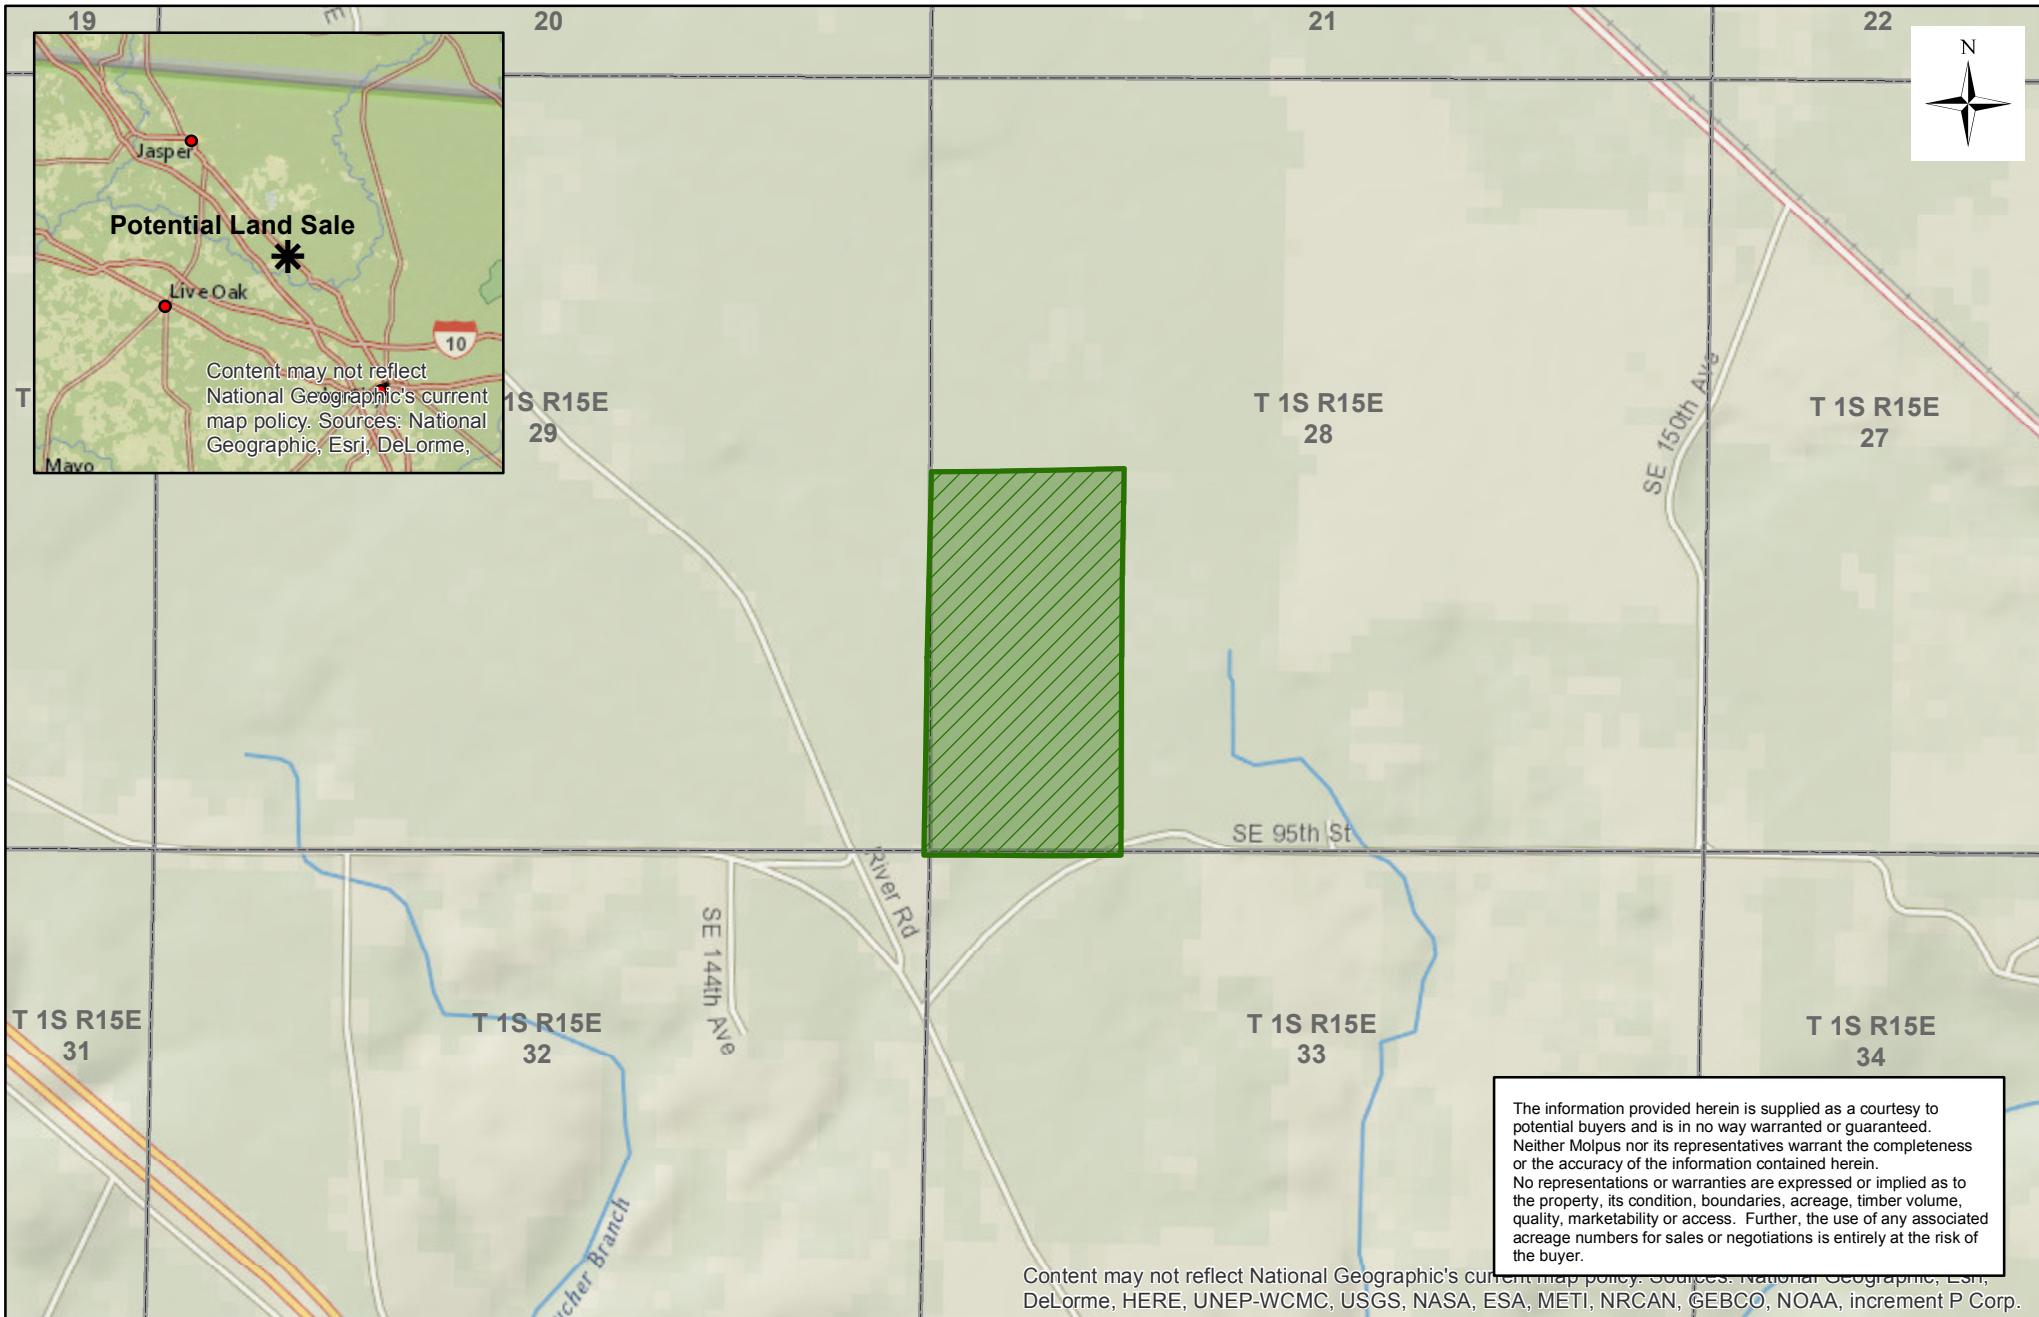 19
20
21
22
E
N
Jasper
Potential Land Sale
Live Oak
10
Content may not reflect
National Geographic's current
map policy. Sources: National
Geographic, Esri, DeLorme,
Mayo
T
1S R15E
29
T 1S R15E
28
T 1S R15E
27
SE 150th Ave
SE 95th St
River Rd
SE 144th Ave
T 1S R15E
31
T 1S R15E
32
T 1S R15E
33
T 1S R15E
34
Branch
The information provided herein is supplied as a courtesy to
potential buyers and is in no way warranted or guaranteed.
Neither Molpus nor its representatives warrant the completeness
or the accuracy of the information contained herein.
No representations or warranties are expressed or implied as to
the property, its condition, boundaries, acreage, timber volume,
quality, marketability or access. Further, the use of any associated
acreage numbers for sales or negotiations is entirely at the risk of
the buyer.
Content may not reflect National Geographic's current map policy. Sources: National Geographic, Esri,
DeLorme, HERE, UNEP-WCMC, USGS, NASA, ESA, METI, NRCAN, GEBCO, NOAA, increment P Corp.